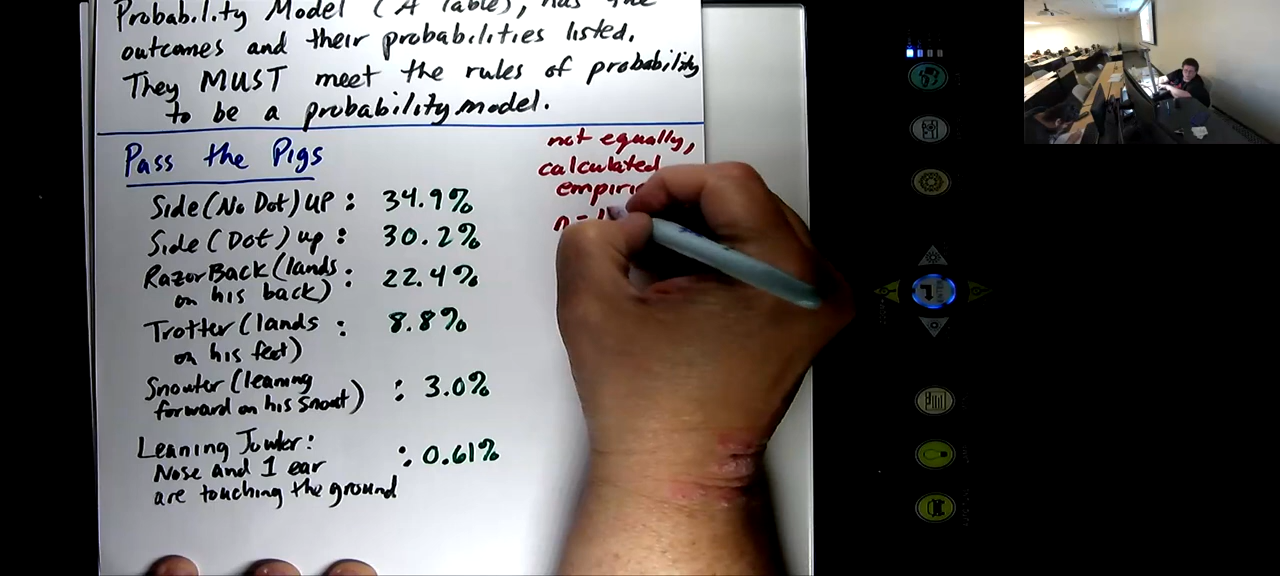 Probability Model (A Table), has the
outcomes and their probabilities listed.
They MUST meet the rules of probability
to be a probability model.
Pass the Pigs
not equally,
calculated
Side (No Dot) UP : 34.9%
Side (Dot) up : 30.2%
RazorBack (lands : 22.4%
on his back)
Trotter (lands : 8.8%
on his feet)
Snouter (leaning : 3.0%
forward on his snout)
Leaning Jowler: : 0.61%
Nose and 1 ear
are touching the ground